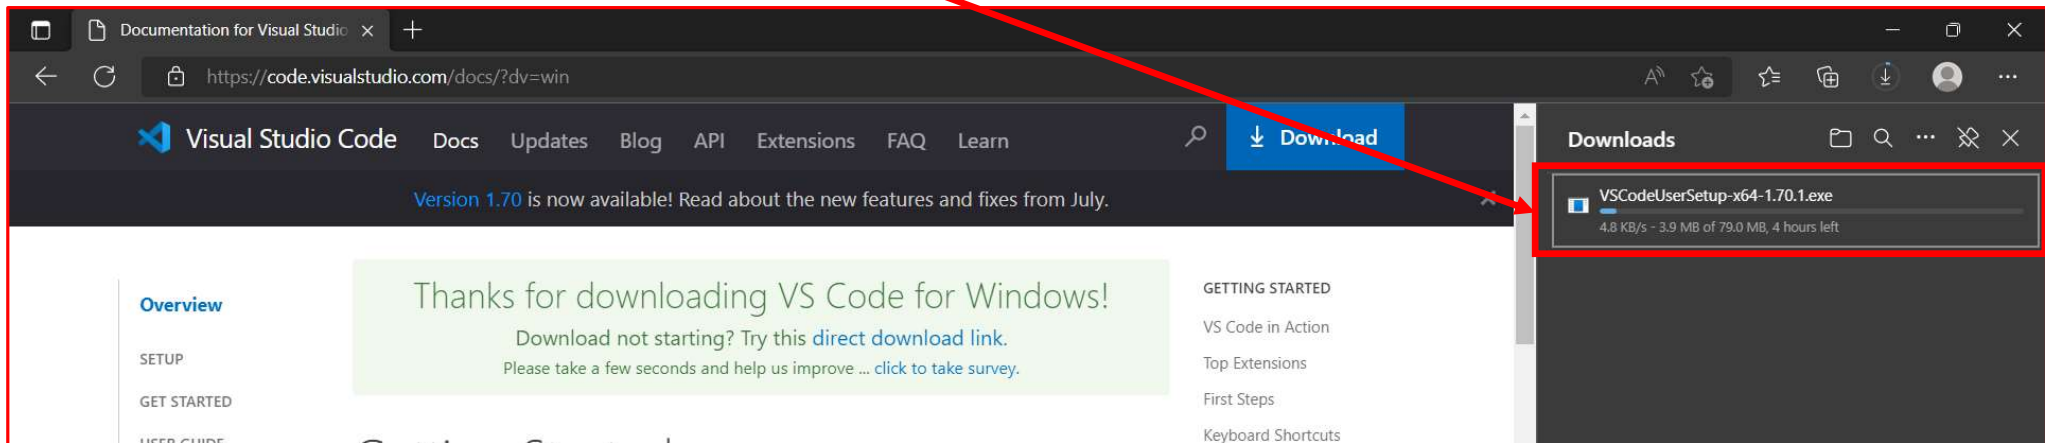 Documentation for Visual Studio
https://code.visualstudio.com/docs/?dv=win
Visual Studio Code Docs Updates Blog API Extensions FAQ Learn Download
Version 1.70 is now available! Read about the new features and fixes from July.
Downloads
VSCodeUserSetup-x64-1.70.1.exe
4.8 KB/s - 3.9 MB of 79.0 MB, 4 hours left
Overview
SETUP
GET STARTED
USER GUIDE
Thanks for downloading VS Code for Windows!
Download not starting? Try this direct download link.
Please take a few seconds and help us improve ... click to take survey.
GETTING STARTED
VS Code in Action
Top Extensions
First Steps
Keyboard Shortcuts